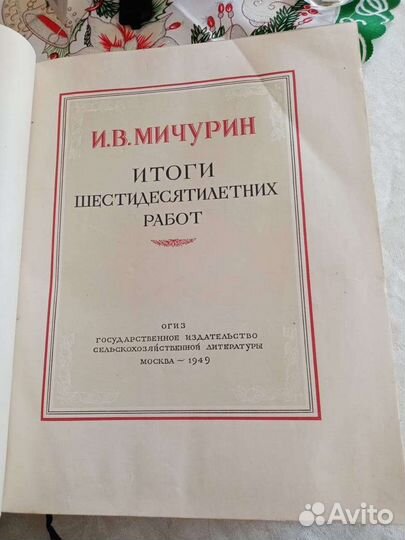 И.В.МИЧУРИН
ИТОГИ
ШЕСТИДЕСЯТИЛЕТНИХ
РАБОТ
ОГИЗ
ГОСУДАРСТВЕННОЕ ИЗДАТЕЛЬСТВО
СЕЛЬСКОХОЗЯЙСТВЕННОЙ ЛИТЕРАТУРЫ
МОСКВА — 1949
Avito